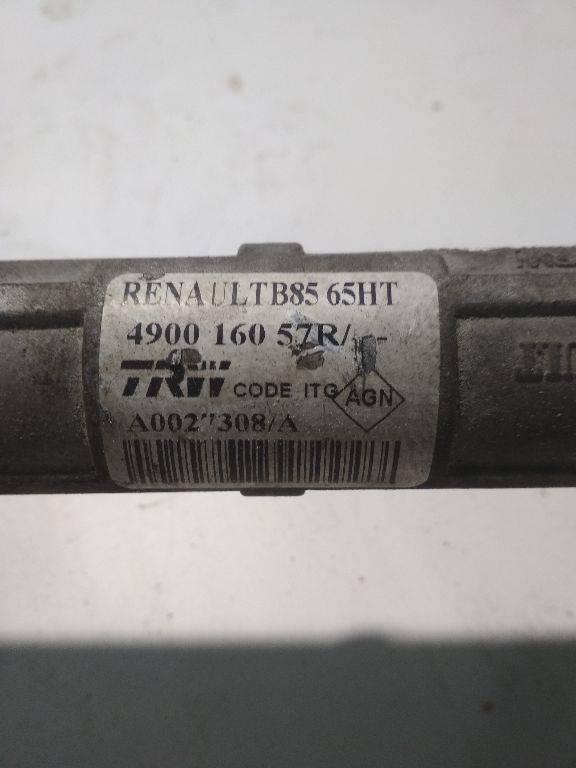 RENAULTB85 65HT
4900 160 57R/
TRW CODE ITG AGN
A0027308/A